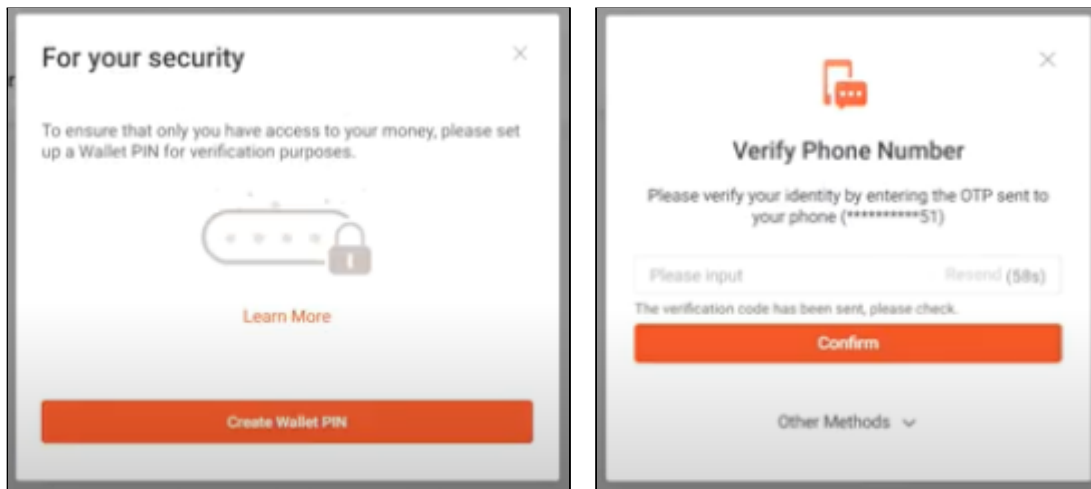 For your security
To ensure that only you have access to your money, please set
up a Wallet PIN for verification purposes.
Learn More
Create Wallet PIN
Verify Phone Number
Please verify your identity by entering the OTP sent to
your phone (**********51)
Please input Resend (58s)
The verification code has been sent, please check.
Confirm
Other Methods